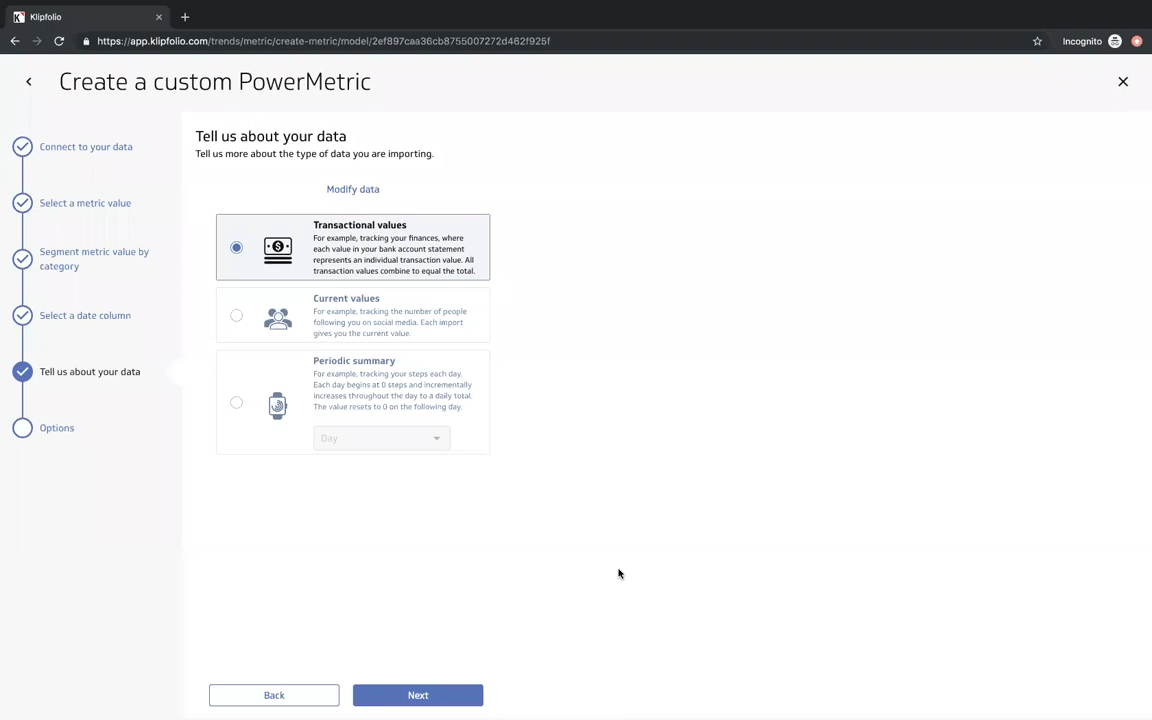 Klipfolio
https://app.klipfolio.com/trends/metric/create-metric/model/2ef897caa36cb8755007272d462f925f
Incognito
Create a custom PowerMetric
Connect to your data
Select a metric value
Segment metric value by
category
Select a date column
Tell us about your data
Options
Tell us about your data
Tell us more about the type of data you are importing.
Modify data
Transactional values
For example, tracking your finances, where
each value in your bank account statement
represents an individual transaction value. All
transaction values combine to equal the total.
Current values
For example, tracking the number of people
following you on social media. Each import
gives you the current value.
Periodic summary
For example, tracking your steps each day.
Each day begins at 0 steps and incrementally
increases throughout the day to a daily total.
The value resets to 0 on the following day.
Day
Back
Next